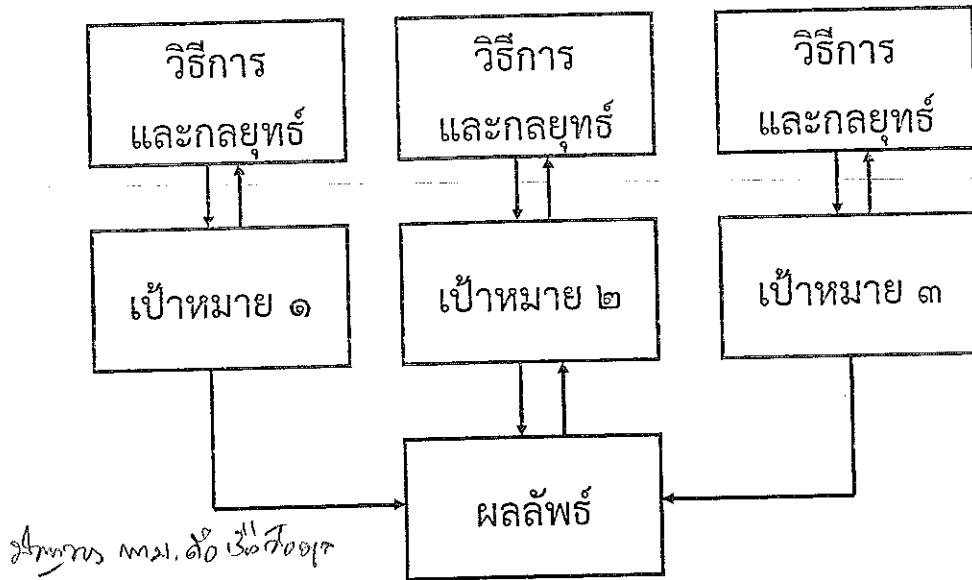 วิธีการ
และกลยุทธ์
วิธีการ
และกลยุทธ์
วิธีการ
และกลยุทธ์
เป้าหมาย ๑
เป้าหมาย ๒
เป้าหมาย ๓
ผลลัพธ์